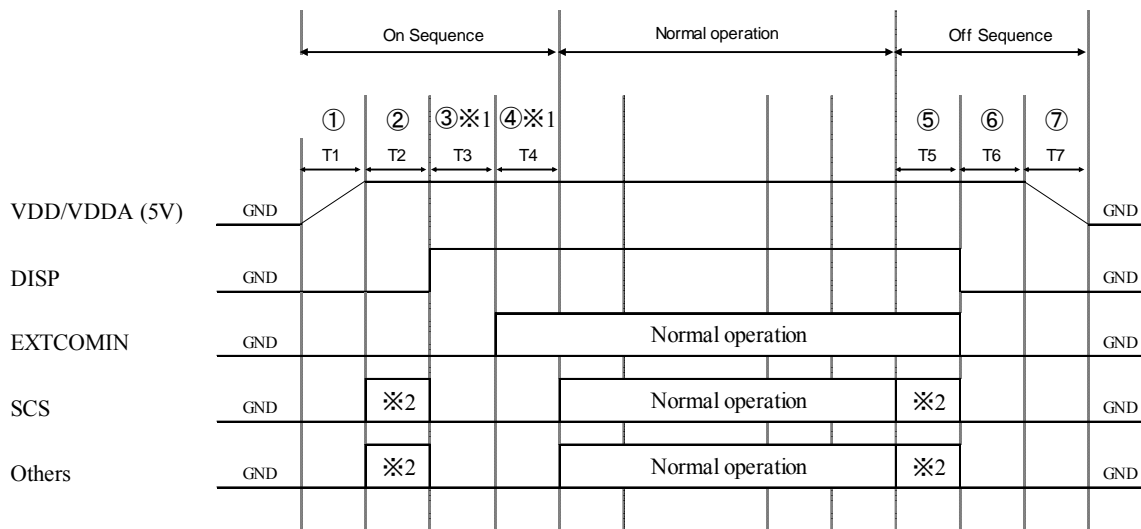 On Sequence Normal operation Off Sequence
① ② ③※1 ④※1 ⑤ ⑥ ⑦
T1 T2 T3 T4 T5 T6 T7
VDD/VDDA (5V) GND GND
DISP GND GND
EXTCOMIN GND Normal operation GND
SCS GND ※2 Normal operation ※2 GND
Others GND ※2 Normal operation ※2 GND